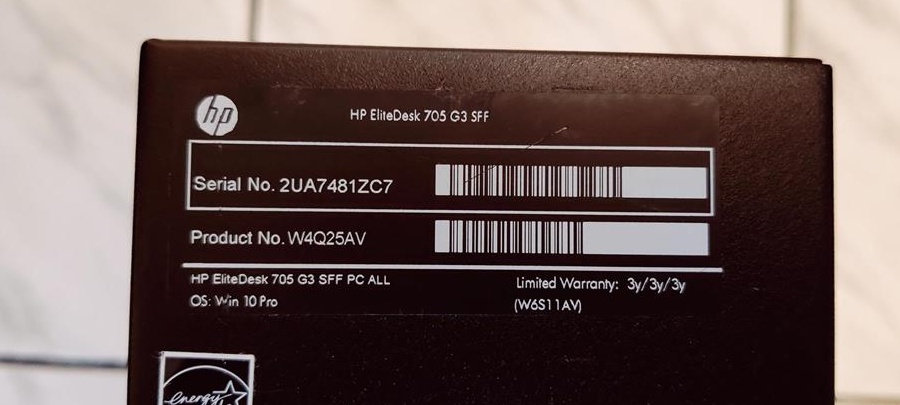 hp
HP EliteDesk 705 G3 SFF
Serial No. 2UA7481ZC7
Product No. W4Q25AV
HP EliteDesk 705 G3 SFF PC ALL
OS: Win 10 Pro
Limited Warranty: 3y/3y/3y
(W6S11AV)
energy